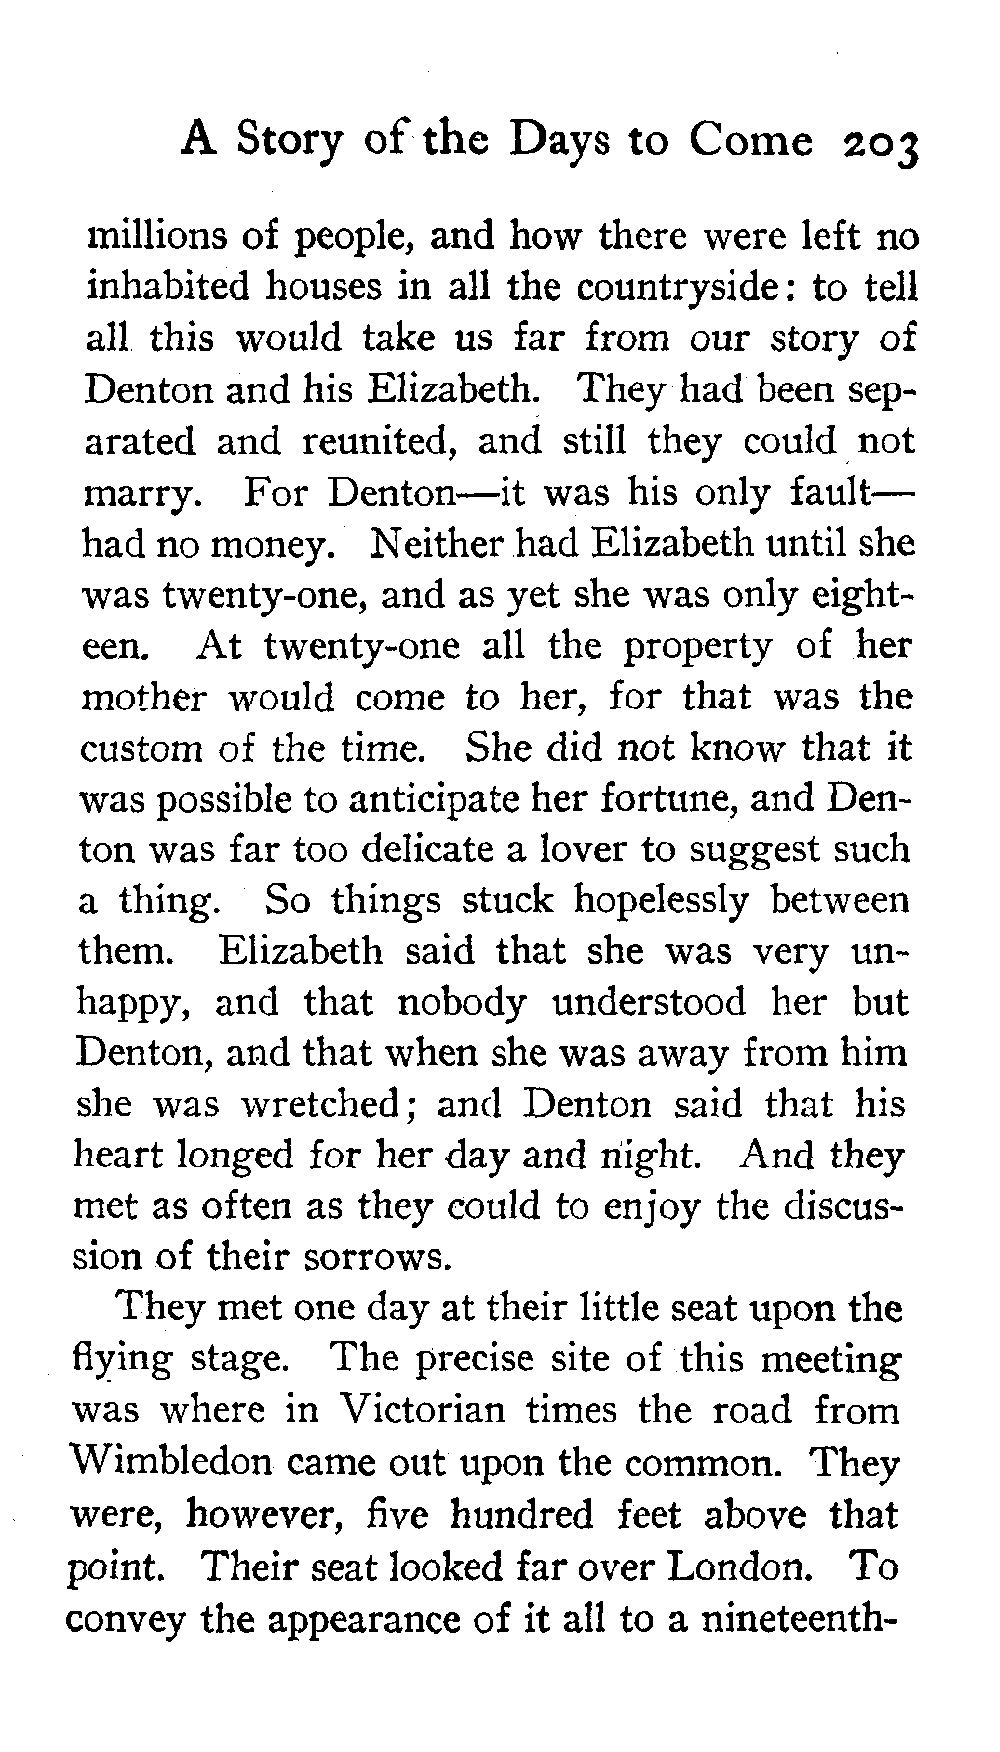 A Story of the Days to Come 203
millions of people, and how there were left no
inhabited houses in all the countryside: to tell
all this would take us far from our story of
Denton and his Elizabeth. They had been sep-
arated and reunited, and still they could not
marry. For Denton—it was his only fault—
had no money. Neither had Elizabeth until she
was twenty-one, and as yet she was only eight-
een. At twenty-one all the property of her
mother would come to her, for that was the
custom of the time. She did not know that it
was possible to anticipate her fortune, and Den-
ton was far too delicate a lover to suggest such
a thing. So things stuck hopelessly between
them. Elizabeth said that she was very un-
happy, and that nobody understood her but
Denton, and that when she was away from him
she was wretched; and Denton said that his
heart longed for her day and night. And they
met as often as they could to enjoy the discus-
sion of their sorrows.
They met one day at their little seat upon the
flying stage. The precise site of this meeting
was where in Victorian times the road from
Wimbledon came out upon the common. They
were, however, five hundred feet above that
point. Their seat looked far over London. To
convey the appearance of it all to a nineteenth-